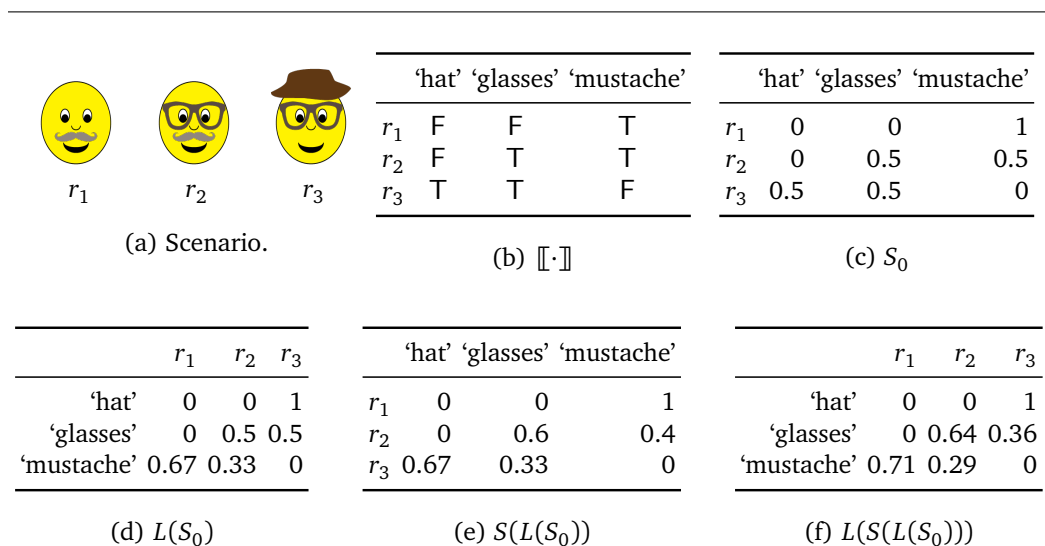 r₁ r₂ r₃
(a) Scenario.
‘hat’ ‘glasses’ ‘mustache’
r₁ F F T
r₂ F T T
r₃ T T F
(b) ⟦·⟧
‘hat’ ‘glasses’ ‘mustache’
r₁ 0 0 1
r₂ 0 0.5 0.5
r₃ 0.5 0.5 0
(c) S₀
r₁ r₂ r₃
‘hat’ 0 0 1
‘glasses’ 0 0.5 0.5
‘mustache’ 0.67 0.33 0
(d) L(S₀)
‘hat’ ‘glasses’ ‘mustache’
r₁ 0 0 1
r₂ 0 0.6 0.4
r₃ 0.67 0.33 0
(e) S(L(S₀))
r₁ r₂ r₃
‘hat’ 0 0 1
‘glasses’ 0 0.64 0.36
‘mustache’ 0.71 0.29 0
(f) L(S(L(S₀)))